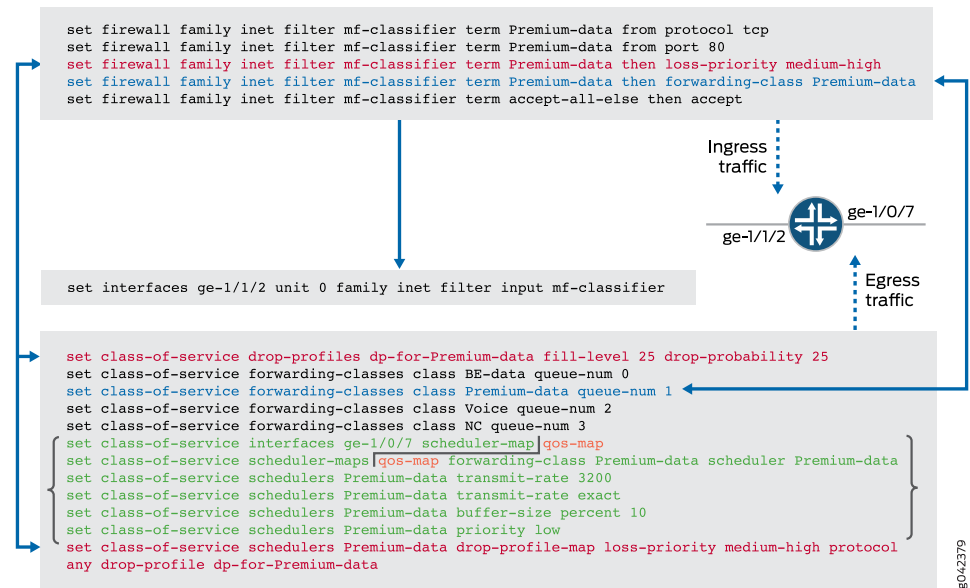 set firewall family inet filter mf-classifier term Premium-data from protocol tcp
set firewall family inet filter mf-classifier term Premium-data from port 80
set firewall family inet filter mf-classifier term Premium-data then loss-priority medium-high
set firewall family inet filter mf-classifier term Premium-data then forwarding-class Premium-data
set firewall family inet filter mf-classifier term accept-all-else then accept
Ingress
traffic
ge-1/0/7
ge-1/1/2
Egress
traffic
set interfaces ge-1/1/2 unit 0 family inet filter input mf-classifier
set class-of-service drop-profiles dp-for-Premium-data fill-level 25 drop-probability 25
set class-of-service forwarding-classes class BE-data queue-num 0
set class-of-service forwarding-classes class Premium-data queue-num 1
set class-of-service forwarding-classes class Voice queue-num 2
set class-of-service forwarding-classes class NC queue-num 3
set class-of-service interfaces ge-1/0/7 scheduler-map qos-map
set class-of-service scheduler-maps qos-map forwarding-class Premium-data scheduler Premium-data
set class-of-service schedulers Premium-data transmit-rate 3200
set class-of-service schedulers Premium-data transmit-rate exact
set class-of-service schedulers Premium-data buffer-size percent 10
set class-of-service schedulers Premium-data priority low
set class-of-service schedulers Premium-data drop-profile-map loss-priority medium-high protocol
any drop-profile dp-for-Premium-data
g042379